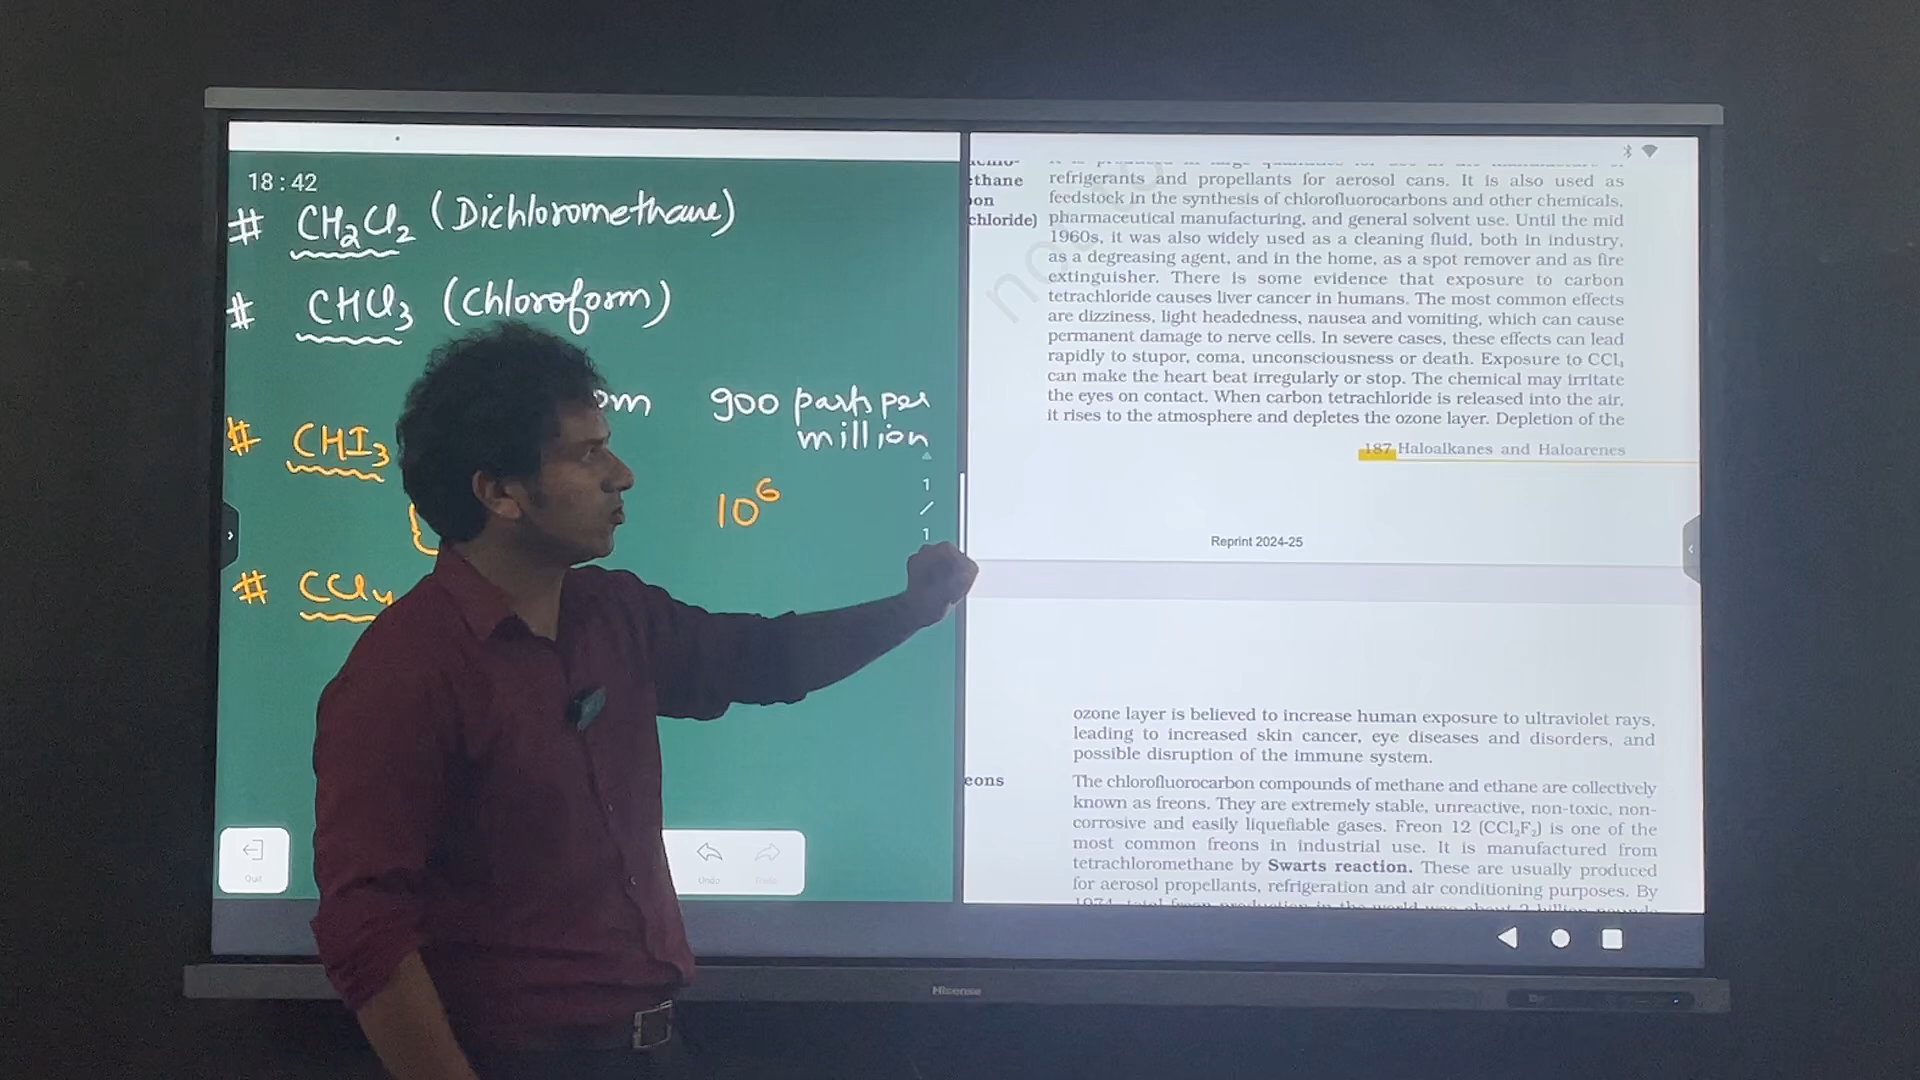 18:42
# CH2Cl2 (Dichloromethane)
# CHCl3 (Chloroform)
900 parts per
million
# CHI3
10^6
# CCl4
1
/
1
Quit
Undo
thane
on
chloride)
refrigerants and propellants for aerosol cans. It is also used as
feedstock in the synthesis of chlorofluorocarbons and other chemicals,
pharmaceutical manufacturing, and general solvent use. Until the mid
1960s, it was also widely used as a cleaning fluid, both in industry,
as a degreasing agent, and in the home, as a spot remover and as fire
extinguisher. There is some evidence that exposure to carbon
tetrachloride causes liver cancer in humans. The most common effects
are dizziness, light headedness, nausea and vomiting, which can cause
permanent damage to nerve cells. In severe cases, these effects can lead
rapidly to stupor, coma, unconsciousness or death. Exposure to CCl4
can make the heart beat irregularly or stop. The chemical may irritate
the eyes on contact. When carbon tetrachloride is released into the air,
it rises to the atmosphere and depletes the ozone layer. Depletion of the
187 Haloalkanes and Haloarenes
Reprint 2024-25
ozone layer is believed to increase human exposure to ultraviolet rays,
leading to increased skin cancer, eye diseases and disorders, and
possible disruption of the immune system.
eons
The chlorofluorocarbon compounds of methane and ethane are collectively
known as freons. They are extremely stable, unreactive, non-toxic, non-
corrosive and easily liquefiable gases. Freon 12 (CCl2F2) is one of the
most common freons in industrial use. It is manufactured from
tetrachloromethane by Swarts reaction. These are usually produced
for aerosol propellants, refrigeration and air conditioning purposes. By
Hisense